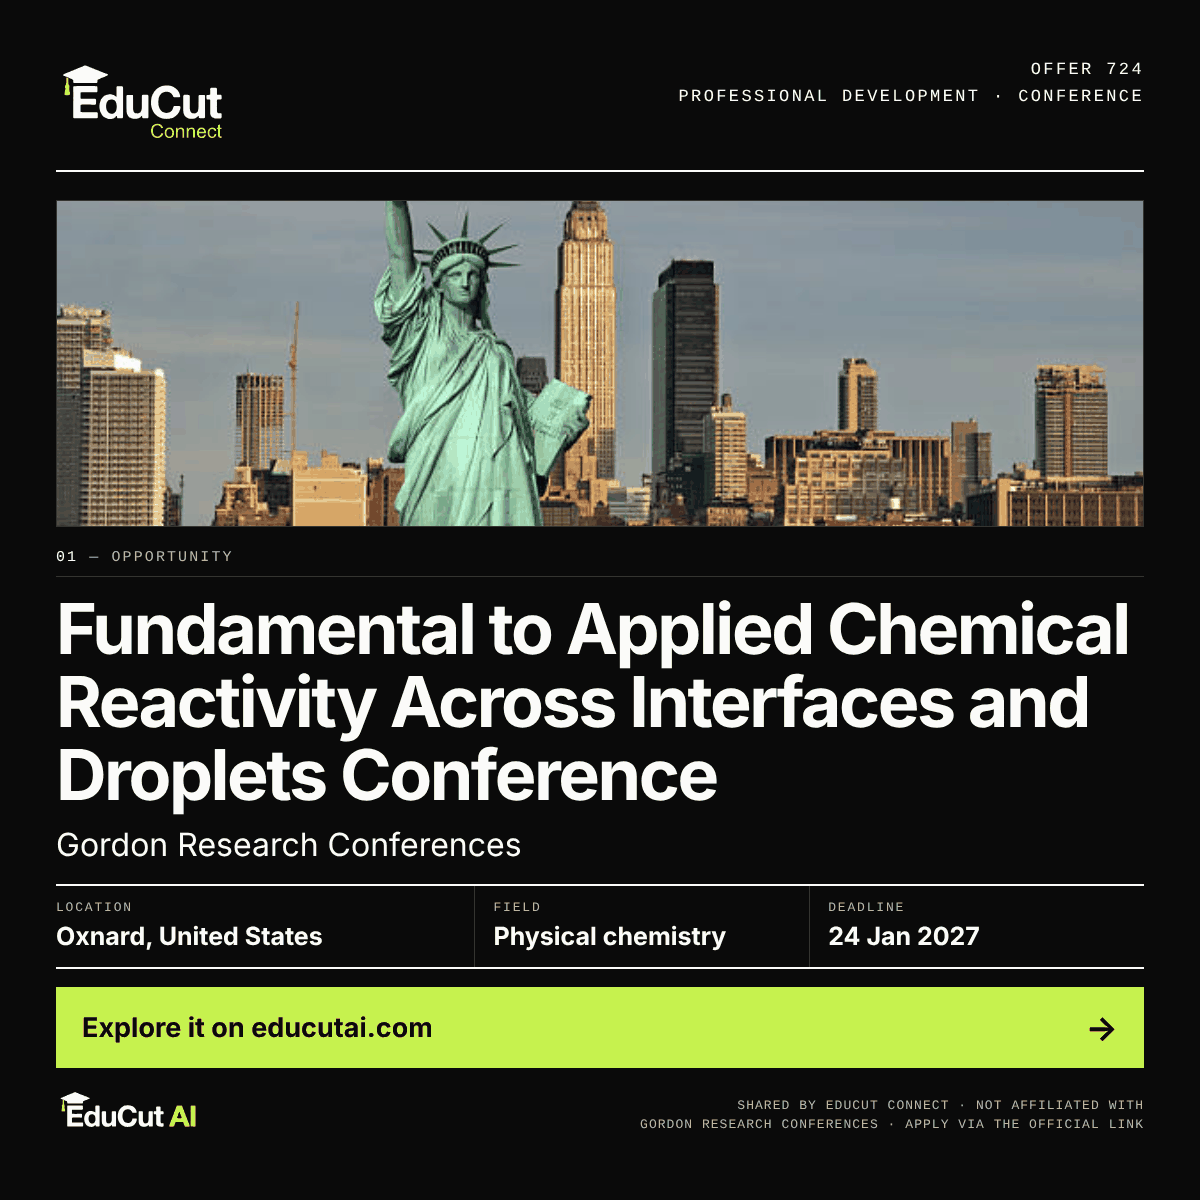 EduCut
Connect
OFFER 724
PROFESSIONAL DEVELOPMENT · CONFERENCE
01 — OPPORTUNITY
Fundamental to Applied Chemical
Reactivity Across Interfaces and
Droplets Conference
Gordon Research Conferences
LOCATION
Oxnard, United States
FIELD
Physical chemistry
DEADLINE
24 Jan 2027
Explore it on educutai.com →
EduCut AI
SHARED BY EDUCUT CONNECT · NOT AFFILIATED WITH
GORDON RESEARCH CONFERENCES · APPLY VIA THE OFFICIAL LINK